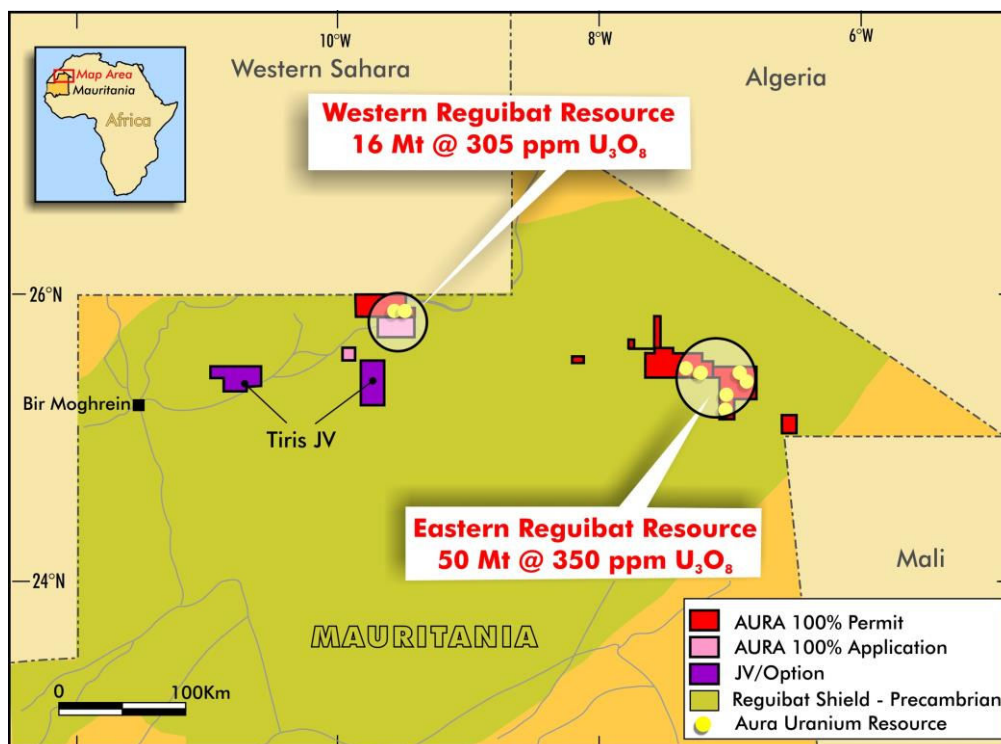 10°W
8°W
6°W
Western Sahara
Algeria
Map Area
Mauritania
Africa
Western Reguibat Resource
16 Mt @ 305 ppm U₃O₈
26°N
Bir Moghrein
Tiris JV
Eastern Reguibat Resource
50 Mt @ 350 ppm U₃O₈
Mali
24°N
MAURITANIA
0 100Km
AURA 100% Permit
AURA 100% Application
JV/Option
Reguibat Shield - Precambrian
Aura Uranium Resource